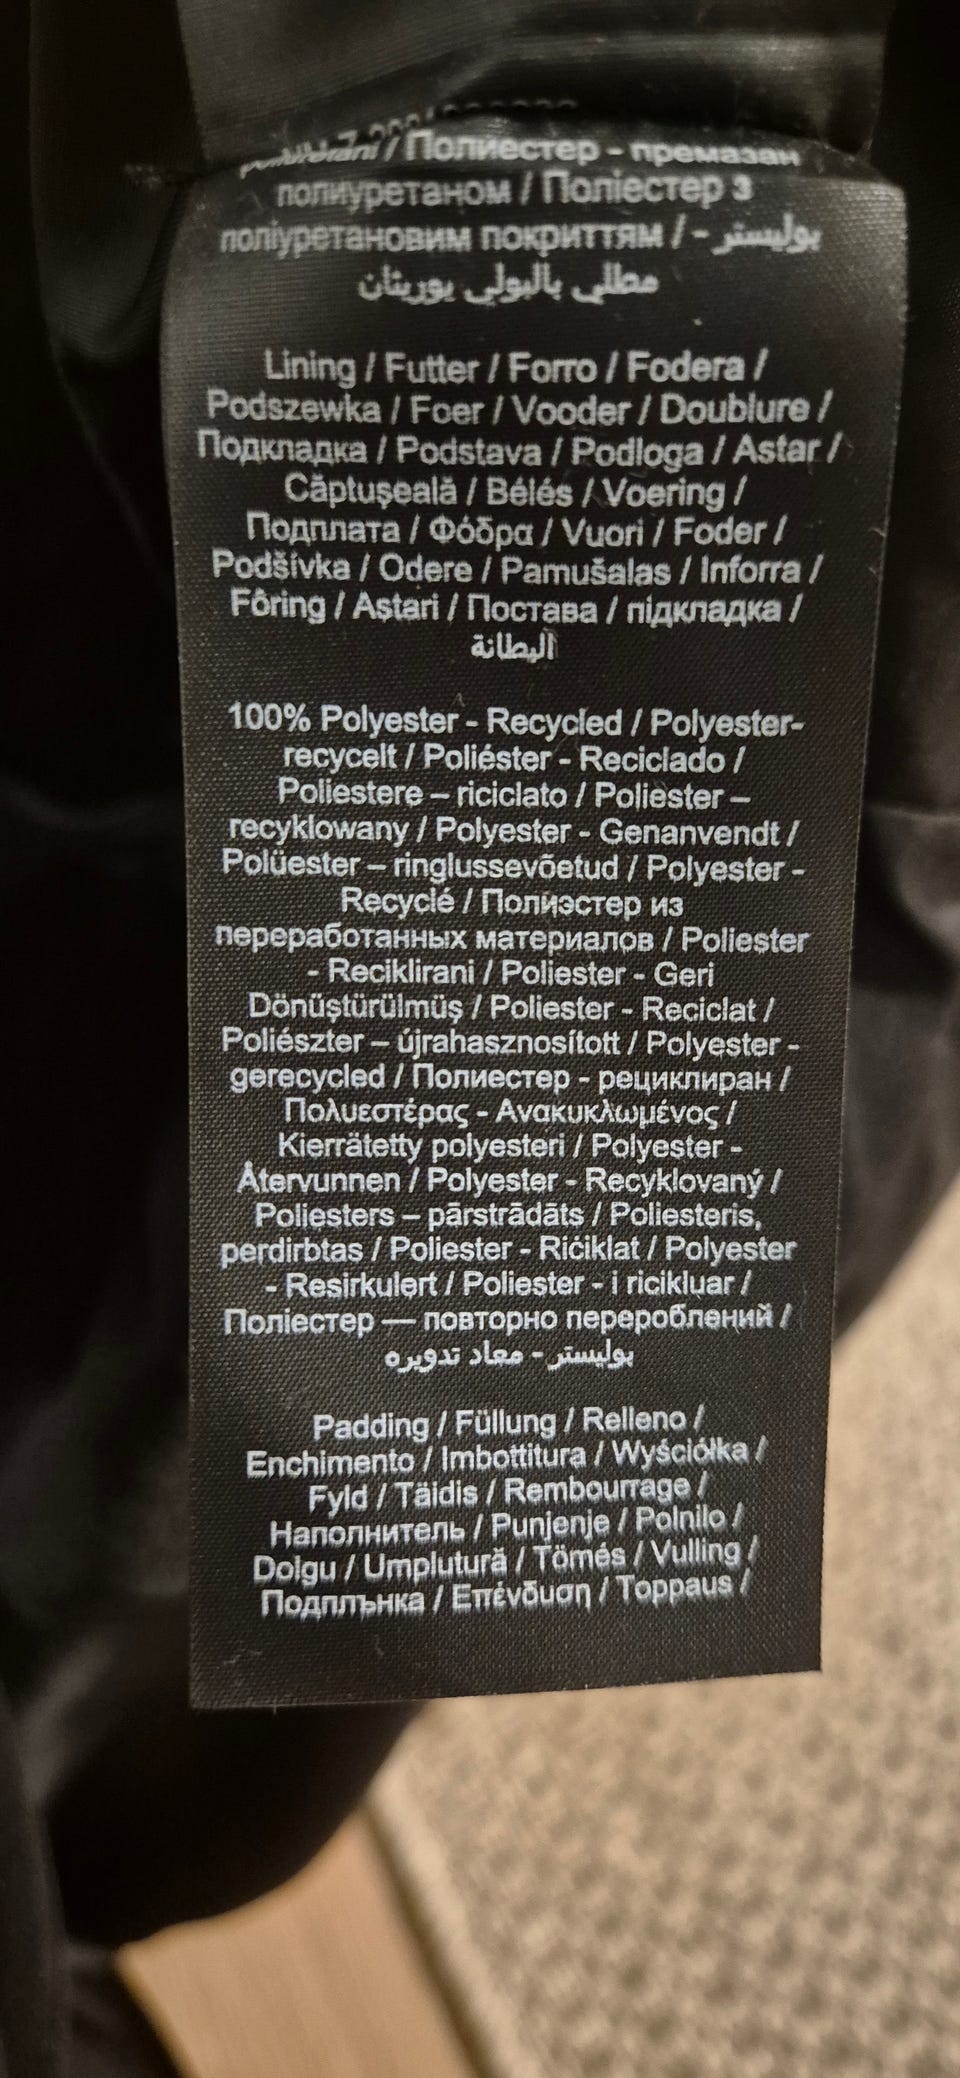 / Полиестер - премазан
полиуретаном / Поліестер з
поліуретановим покриттям / بوليستر -
مطلي بالبولي يوريثان
Lining / Futter / Forro / Fodera /
Podszewka / Foer / Vooder / Doublure /
Подкладка / Podstava / Podloga / Astar /
Căptușeală / Bélés / Voering /
Подплата / Φόδρα / Vuori / Foder /
Podšívka / Odere / Pamušalas / Inforra /
Fôring / Astari / Постава / підкладка /
البطانة
100% Polyester - Recycled / Polyester-
recycelt / Poliéster - Reciclado /
Poliestere – riciclato / Poliester –
recyklowany / Polyester - Genanvendt /
Polüester – ringlussevõetud / Polyester -
Recyclé / Полиэстер из
переработанных материалов / Poliester
- Reciklirani / Poliester - Geri
Dönüştürülmüş / Poliester - Reciclat /
Poliészter – újrahasznosított / Polyester -
gerecycled / Полиестер - рециклиран /
Πολυεστέρας - Ανακυκλωμένος /
Kierrätetty polyesteri / Polyester -
Återvunnen / Polyester - Recyklovaný /
Poliesters – pārstrādāts / Poliesteris,
perdirbtas / Poliester - Riċiklat / Polyester
- Resirkulert / Poliester - i ricikluar /
Поліестер — повторно перероблений /
بوليستر - معاد تدويره
Padding / Füllung / Relleno /
Enchimento / Imbottitura / Wyściółka /
Fyld / Täidis / Rembourrage /
Наполнитель / Punjenje / Polnilo /
Dolgu / Umplutură / Tömés / Vulling /
Подплънка / Επένδυση / Toppaus /